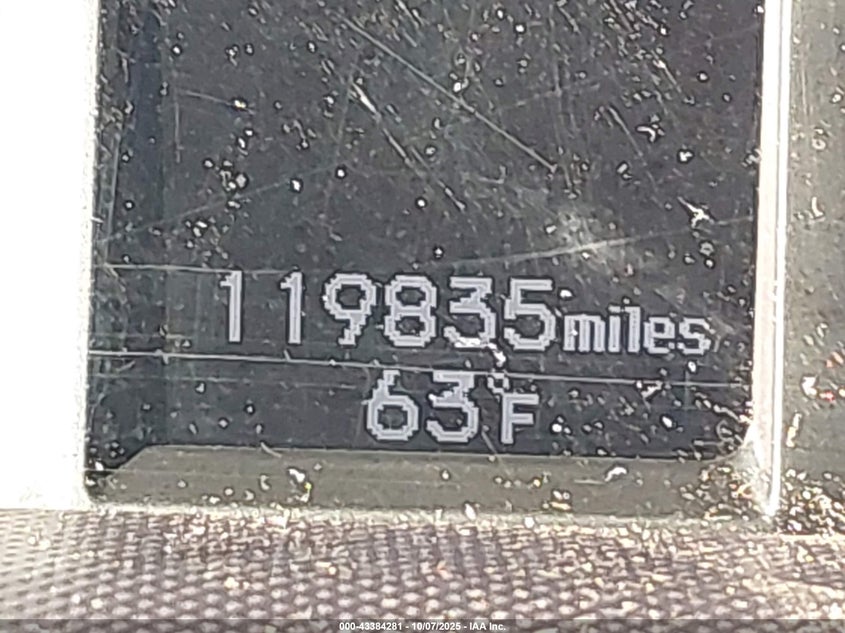 119835miles
63°F
000-43384281 - 10/07/2025 - IAA Inc.